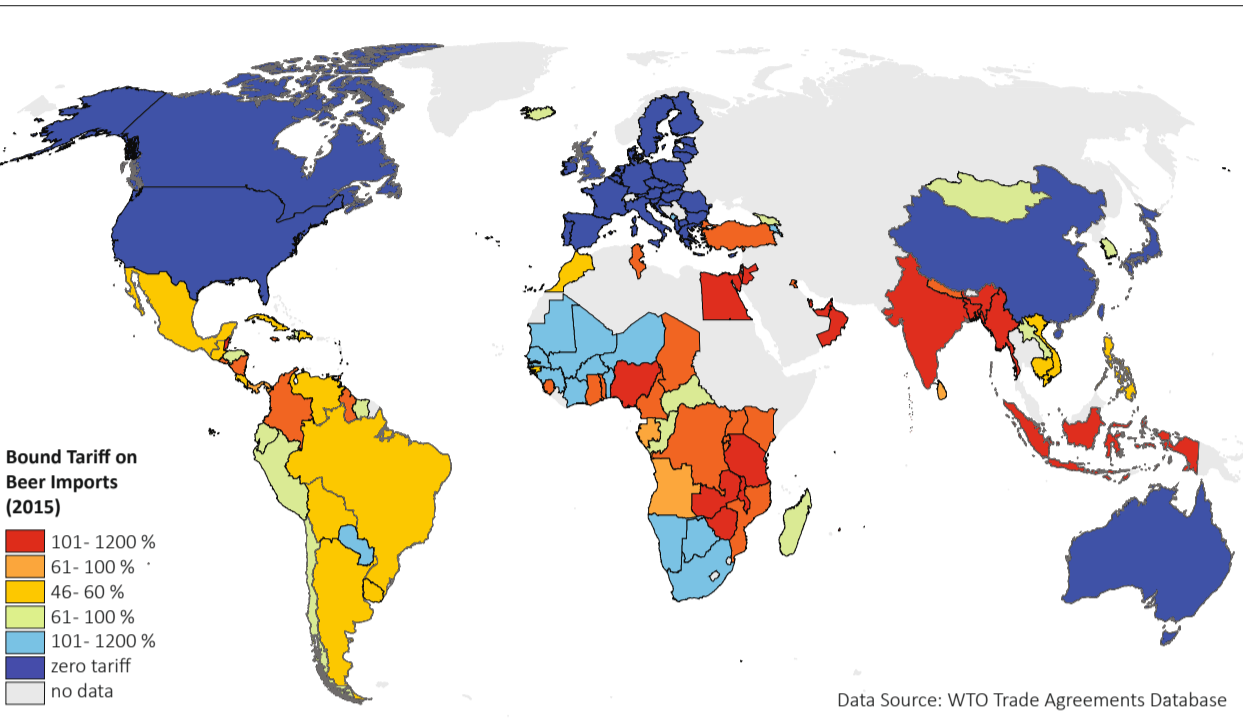 Bound Tariff on
Beer Imports
(2015)
101- 1200 %
61- 100 %
46- 60 %
61- 100 %
101- 1200 %
zero tariff
no data
Data Source: WTO Trade Agreements Database